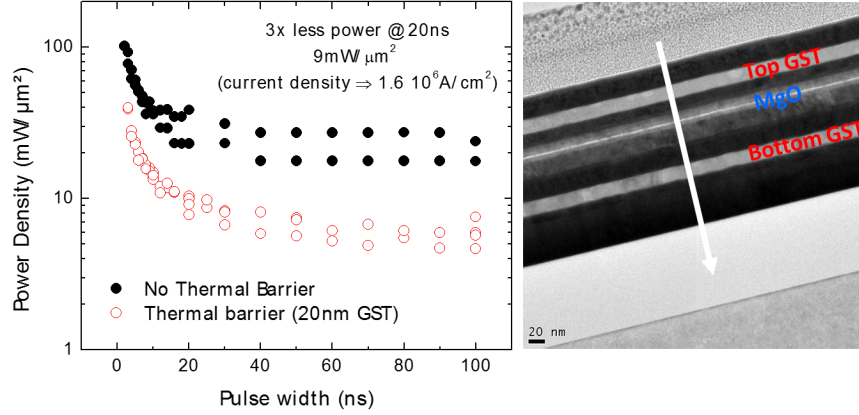 3x less power @20ns
9mW/µm²
(current density ⇒ 1.6 10⁶A/cm²)
Power Density (mW/µm²)
100
10
1
No Thermal Barrier
Thermal barrier (20nm GST)
0
20
40
60
80
100
Pulse width (ns)
Top GST
MgO
Bottom GST
20 nm